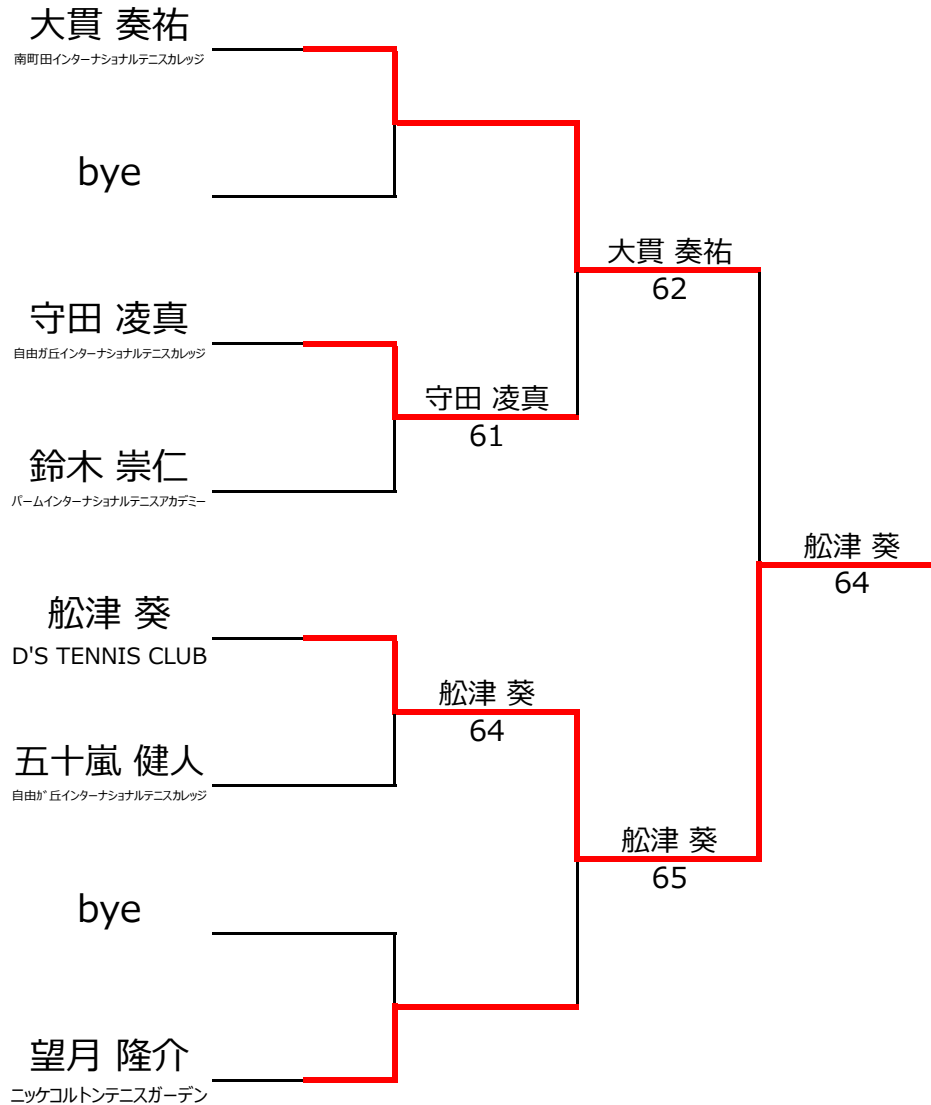 大貫 奏祐
南町田インターナショナルテニスカレッジ
bye
大貫 奏祐
62
守田 凌真
自由ガ丘インターナショナルテニスカレッジ
守田 凌真
61
鈴木 崇仁
パームインターナショナルテニスアカデミー
舩津 葵
64
舩津 葵
D'S TENNIS CLUB
舩津 葵
64
五十嵐 健人
自由が丘インターナショナルテニスカレッジ
舩津 葵
65
bye
望月 隆介
ニッケコルトンテニスガーデン